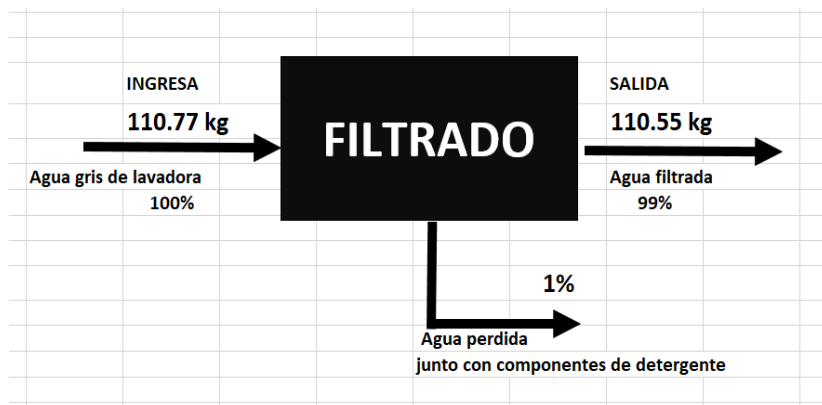 INGRESA
110.77 kg
Agua gris de lavadora
100%
FILTRADO
SALIDA
110.55 kg
Agua filtrada
99%
1%
Agua perdida
junto con componentes de detergente